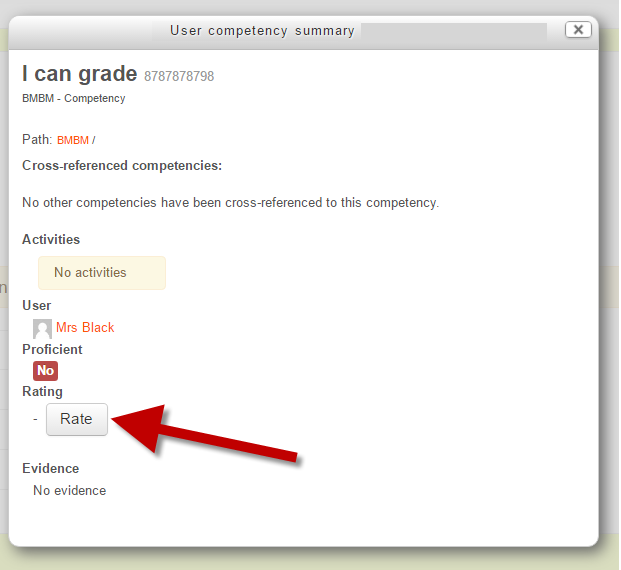 User competency summary
I can grade 8787878798
BMBM - Competency
Path: BMBM /
Cross-referenced competencies:
No other competencies have been cross-referenced to this competency.
Activities
No activities
User
Mrs Black
Proficient
No
Rating
- Rate
Evidence
No evidence